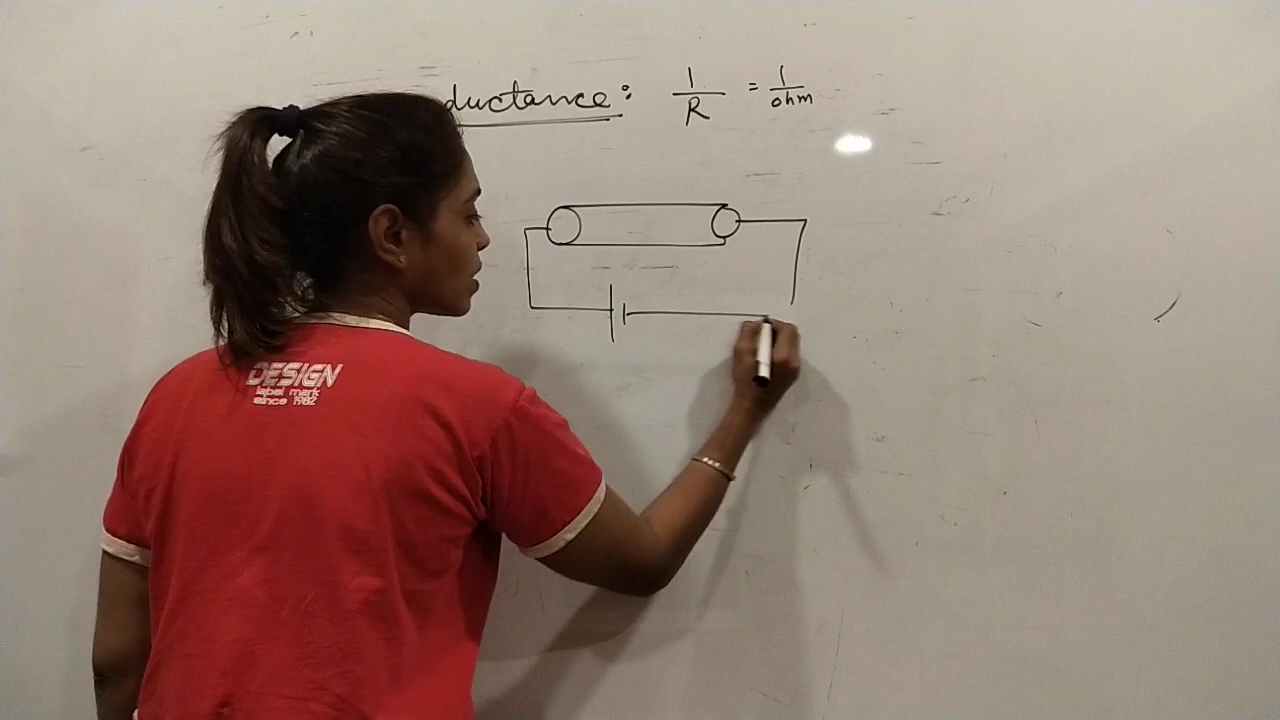 ductance : 1/R = 1/ohm
DESIGN
label mark
since 1982